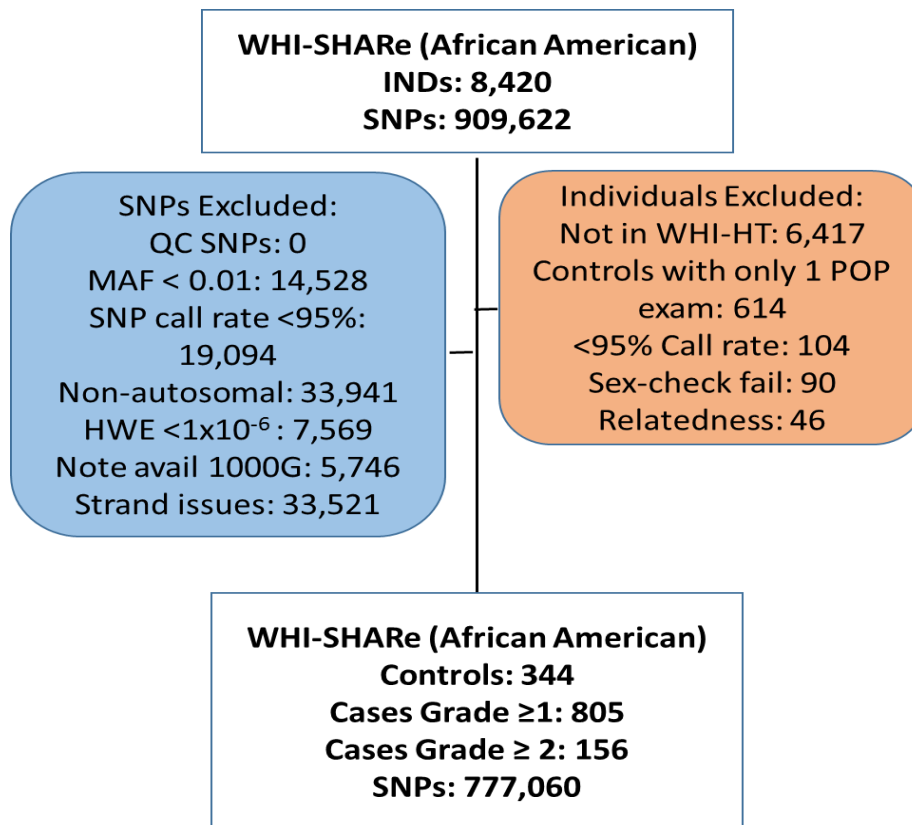 WHI-SHARe (African American)
INDs: 8,420
SNPs: 909,622
SNPs Excluded:
QC SNPs: 0
MAF < 0.01: 14,528
SNP call rate <95%:
19,094
Non-autosomal: 33,941
HWE <1x10⁻⁶ : 7,569
Note avail 1000G: 5,746
Strand issues: 33,521
Individuals Excluded:
Not in WHI-HT: 6,417
Controls with only 1 POP
exam: 614
<95% Call rate: 104
Sex-check fail: 90
Relatedness: 46
WHI-SHARe (African American)
Controls: 344
Cases Grade ≥1: 805
Cases Grade ≥ 2: 156
SNPs: 777,060